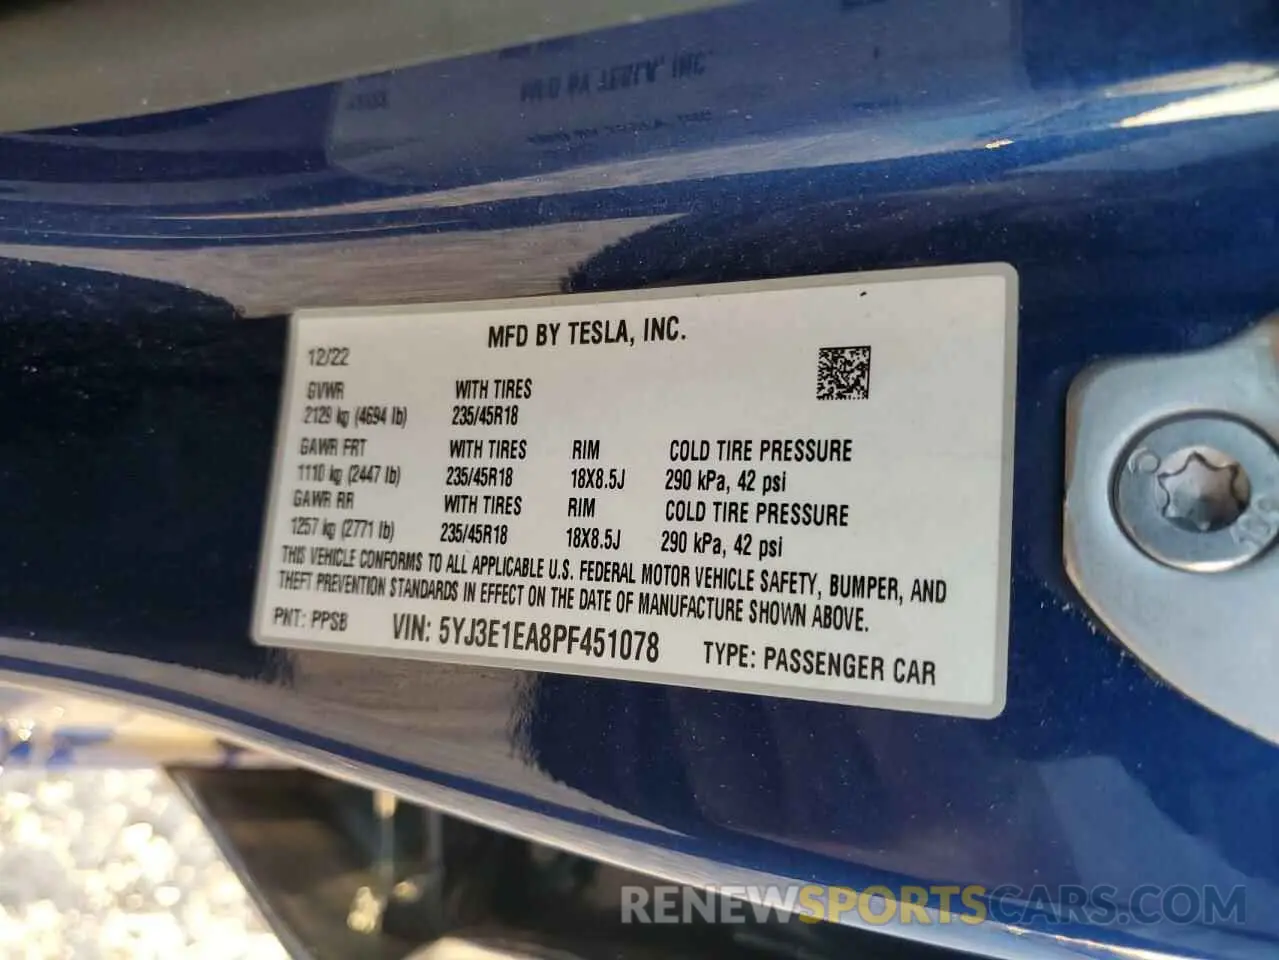 MFD BY TESLA, INC.
12/22
GVWR WITH TIRES
2129 kg (4694 lb) 235/45R18
GAWR FRT WITH TIRES RIM COLD TIRE PRESSURE
1110 kg (2447 lb) 235/45R18 18X8.5J 290 kPa, 42 psi
GAWR RR WITH TIRES RIM COLD TIRE PRESSURE
1257 kg (2771 lb) 235/45R18 18X8.5J 290 kPa, 42 psi
THIS VEHICLE CONFORMS TO ALL APPLICABLE U.S. FEDERAL MOTOR VEHICLE SAFETY, BUMPER, AND
THEFT PREVENTION STANDARDS IN EFFECT ON THE DATE OF MANUFACTURE SHOWN ABOVE.
PNT: PPSB VIN: 5YJ3E1EA8PF451078 TYPE: PASSENGER CAR
RENEWSPORTSCARS.COM